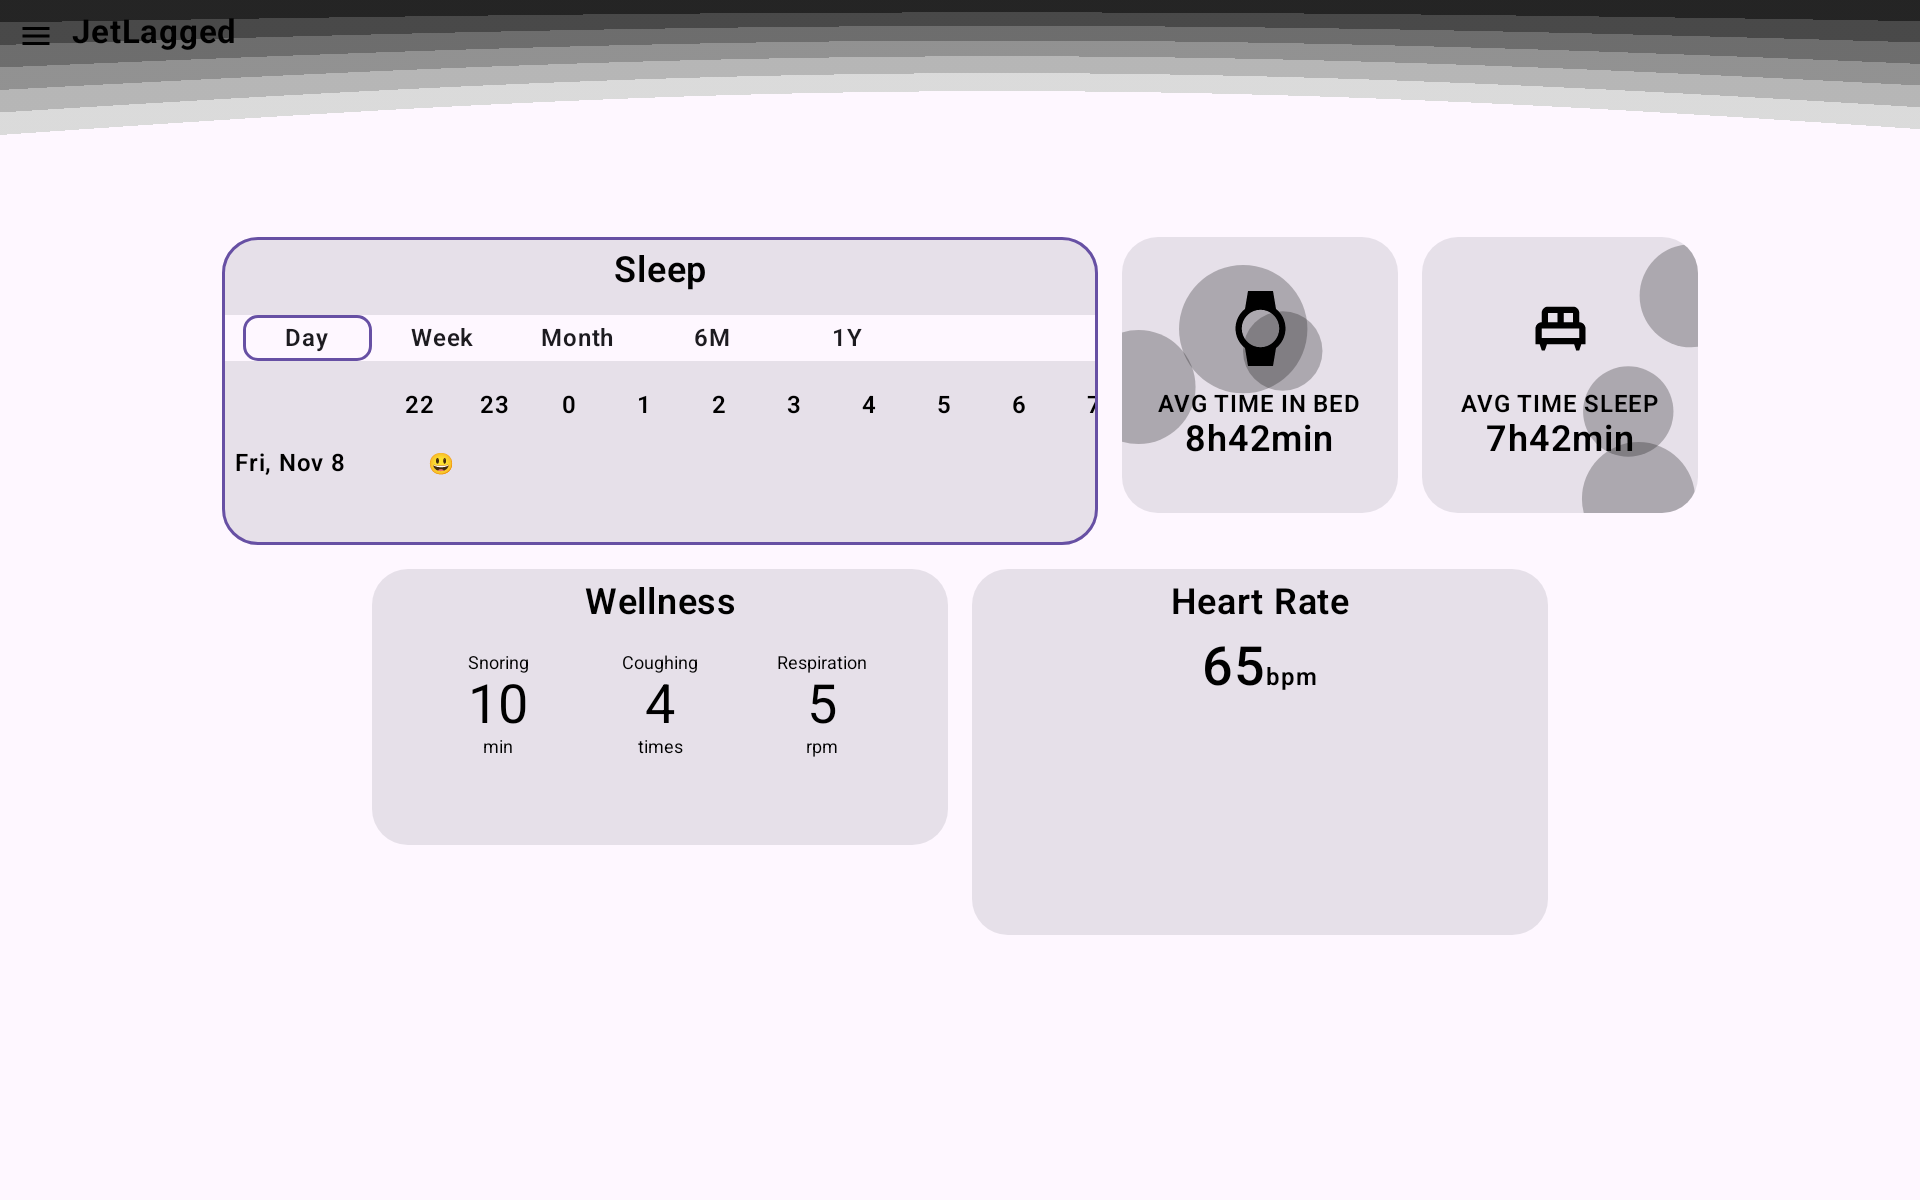 JetLagged
Sleep
Day Week Month 6M 1Y
22 23 0 1 2 3 4 5 6 7
Fri, Nov 8 😃
AVG TIME IN BED
8h42min
AVG TIME SLEEP
7h42min
Wellness
Snoring Coughing Respiration
10 4 5
min times rpm
Heart Rate
65bpm